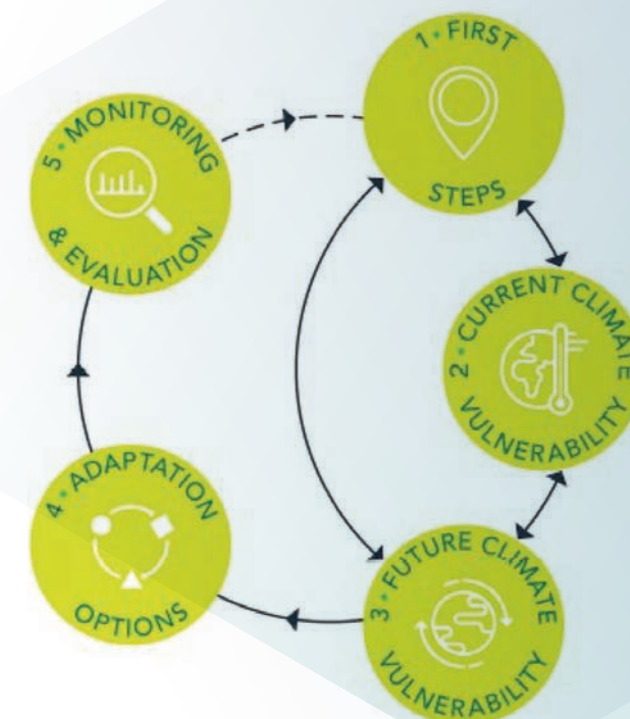 1 • FIRST
STEPS
2 • CURRENT CLIMATE
VULNERABILITY
3 • FUTURE CLIMATE
VULNERABILITY
4 • ADAPTATION
OPTIONS
5 • MONITORING
& EVALUATION